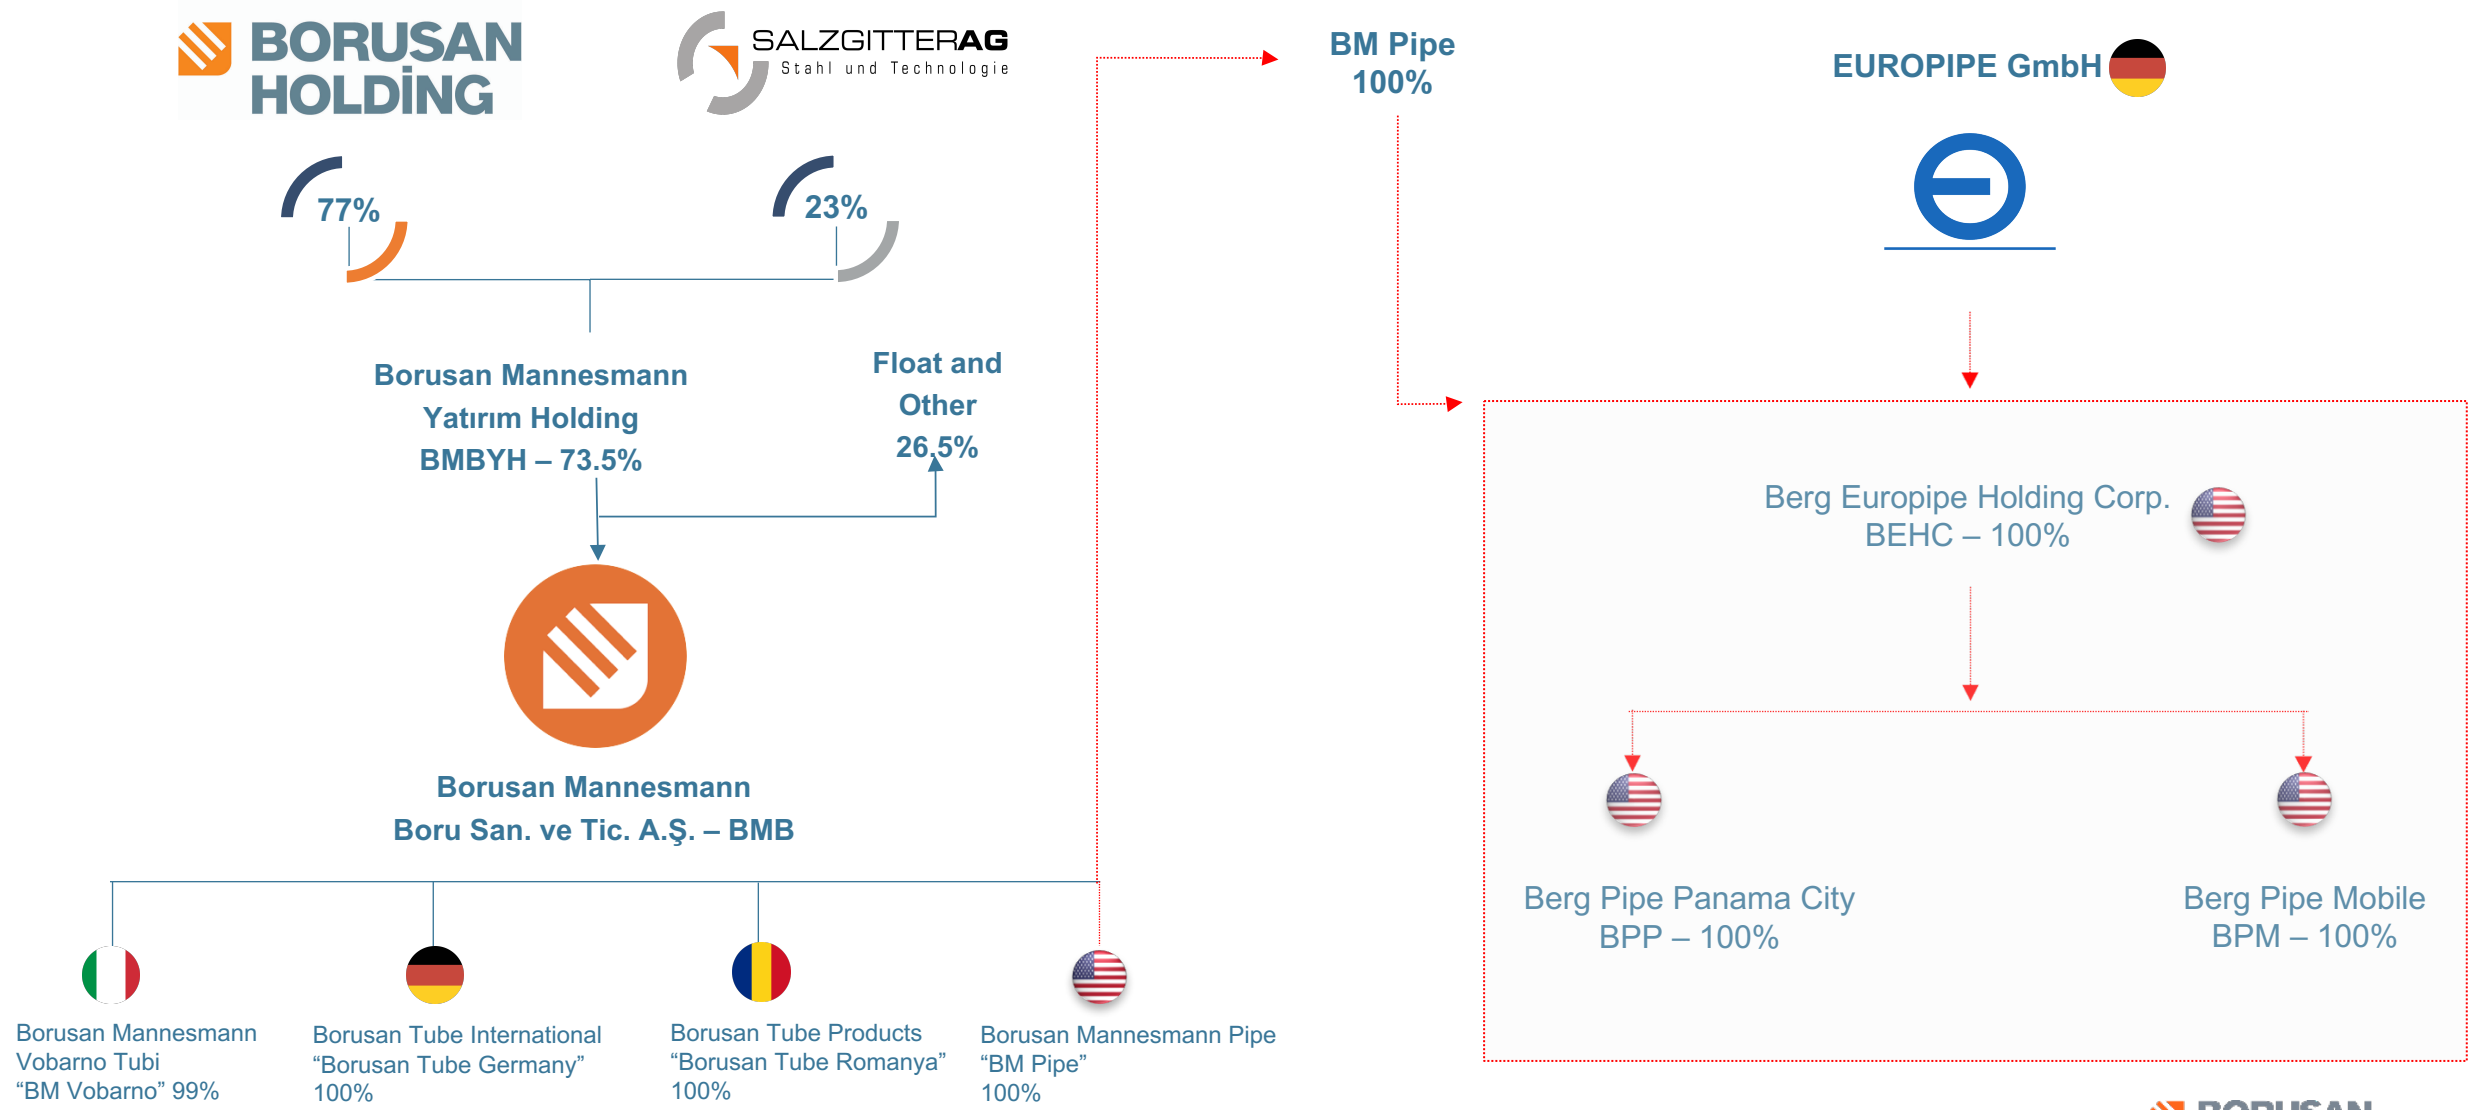 BORUSAN
HOLDİNG
SALZGITTERAG
Stahl und Technologie
77%
23%
Borusan Mannesmann
Yatırım Holding
BMBYH – 73.5%
Float and
Other
26.5%
Borusan Mannesmann
Boru San. ve Tic. A.Ş. – BMB
Borusan Mannesmann
Vobarno Tubi
“BM Vobarno” 99%
Borusan Tube International
“Borusan Tube Germany”
100%
Borusan Tube Products
“Borusan Tube Romanya”
100%
Borusan Mannesmann Pipe
“BM Pipe”
100%
BM Pipe
100%
EUROPIPE GmbH
Berg Europipe Holding Corp.
BEHC – 100%
Berg Pipe Panama City
BPP – 100%
Berg Pipe Mobile
BPM – 100%
BORUSAN